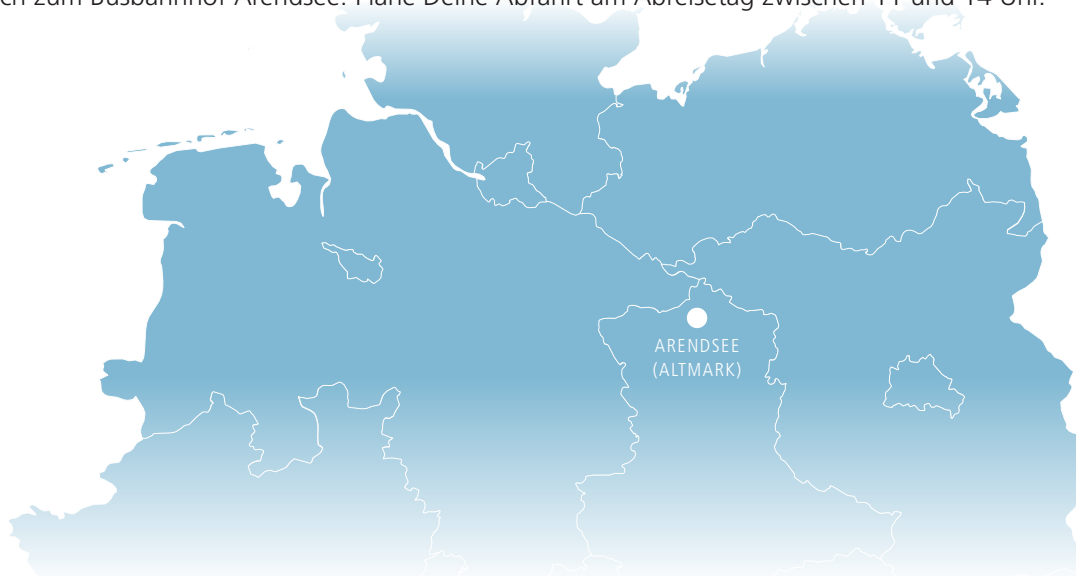 zum Busbahnhof Arendsee. Plane Deine Abfahrt am Abreisetag zwischen 11 und 14 Uhr.
ARENDSEE
(ALTMARK)